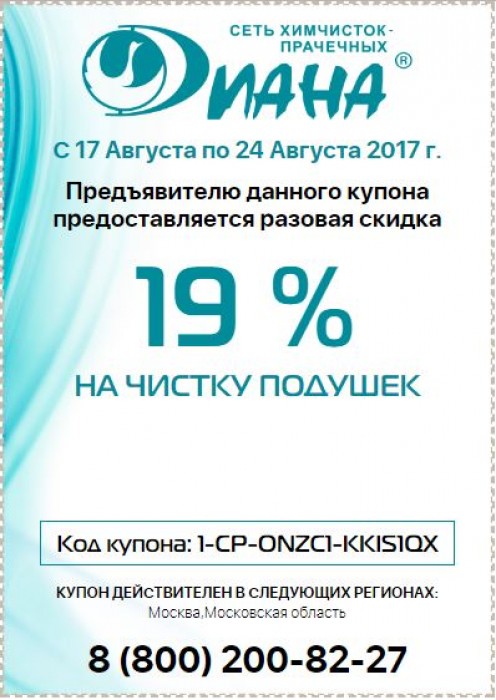 СЕТЬ ХИМЧИСТОК-
ПРАЧЕЧНЫХ
ДИАНА®
С 17 Августа по 24 Августа 2017 г.
Предъявителю данного купона
предоставляется разовая скидка
19 %
НА ЧИСТКУ ПОДУШЕК
Код купона: 1-CP-ONZC1-KKIS1QX
КУПОН ДЕЙСТВИТЕЛЕН В СЛЕДУЮЩИХ РЕГИОНАХ:
Москва,Московская область
8 (800) 200-82-27